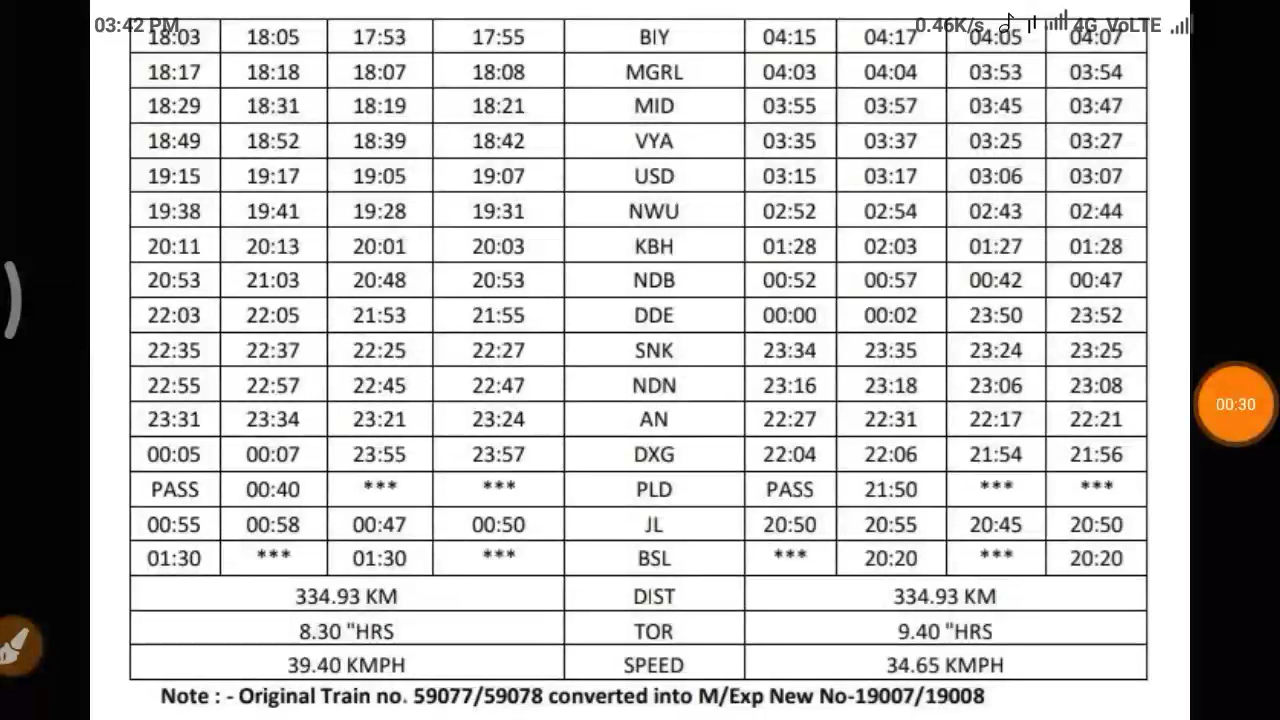 03:42 PM 0.46K/s 4G VoLTE
18:03 18:05 17:53 17:55 BIY 04:15 04:17 04:05 04:07
18:17 18:18 18:07 18:08 MGRL 04:03 04:04 03:53 03:54
18:29 18:31 18:19 18:21 MID 03:55 03:57 03:45 03:47
18:49 18:52 18:39 18:42 VYA 03:35 03:37 03:25 03:27
19:15 19:17 19:05 19:07 USD 03:15 03:17 03:06 03:07
19:38 19:41 19:28 19:31 NWU 02:52 02:54 02:43 02:44
20:11 20:13 20:01 20:03 KBH 01:28 02:03 01:27 01:28
20:53 21:03 20:48 20:53 NDB 00:52 00:57 00:42 00:47
22:03 22:05 21:53 21:55 DDE 00:00 00:02 23:50 23:52
22:35 22:37 22:25 22:27 SNK 23:34 23:35 23:24 23:25
22:55 22:57 22:45 22:47 NDN 23:16 23:18 23:06 23:08
23:31 23:34 23:21 23:24 AN 22:27 22:31 22:17 22:21
00:05 00:07 23:55 23:57 DXG 22:04 22:06 21:54 21:56
PASS 00:40 *** *** PLD PASS 21:50 *** ***
00:55 00:58 00:47 00:50 JL 20:50 20:55 20:45 20:50
01:30 *** 01:30 *** BSL *** 20:20 *** 20:20
334.93 KM DIST 334.93 KM
8.30 "HRS TOR 9.40 "HRS
39.40 KMPH SPEED 34.65 KMPH
Note : - Original Train no. 59077/59078 converted into M/Exp New No-19007/19008
00:30